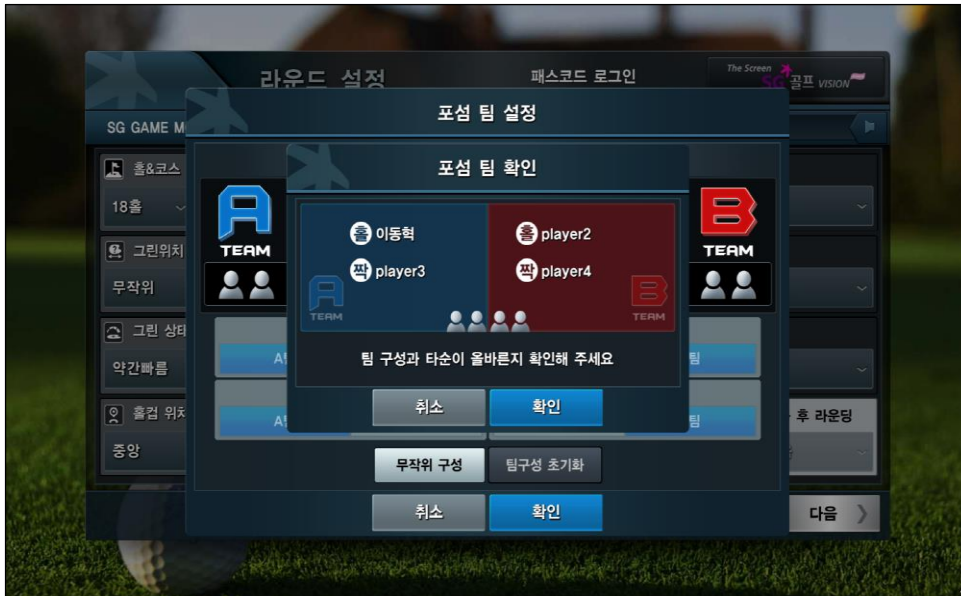 라운드 설정
패스코드 로그인
The Screen
SG골프 VISION
포섬 팀 설정
SG GAME M
포섬 팀 확인
홀&코스
18홀
A
TEAM
홀 이동혁
홀 player2
B
TEAM
그린위치
짝 player3
짝 player4
무작위
A
TEAM
B
TEAM
그린 상태
팀 구성과 타순이 올바른지 확인해 주세요
약간빠름
A팀
팀
취소
확인
홀컵 위치
A팀
팀
후 라운딩
중앙
무작위 구성
팀구성 초기화
취소
확인
다음